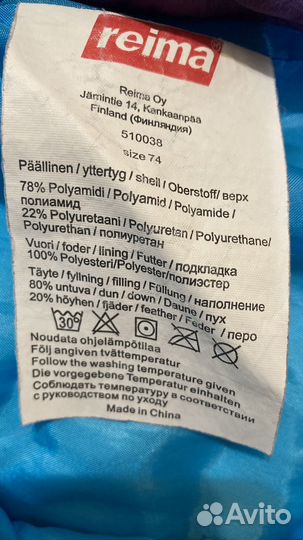 reima
Reima Oy
Jämintie 14, Kankaanpää
Finland (Финляндия)
510038
size 74
Päällinen / yttertyg / shell / Oberstoff/ верх
78% Polyamidi / Polyamid / Polyamide /
полиамид
22% Polyuretaani / Polyuretan / Polyurethane/
Polyurethan / полиуретан
Vuori / foder / lining / Futter / подкладка
100% Polyesteri/Polyester/полиэстер
Täyte / fyllning / filling / Füllung / наполнение
80% untuva / dun / down / Daune / пух
20% höyhen / fjäder / feather / Feder / перо
30°
Noudata ohjelämpötilaa
Följ angiven tvättemperatur
Follow the washing temperature given
Die vorgegebene Temperatur einhalten
Соблюдать температуру в соответствии
с руководством по уходу
Made in China
Avito